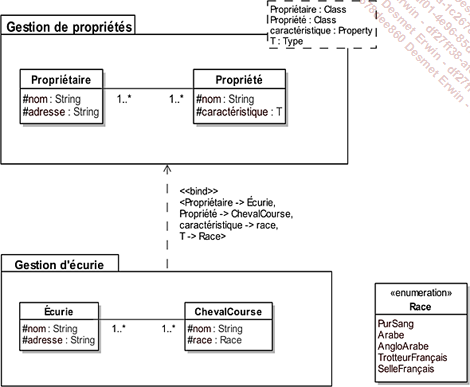 Propriétaire : Class
Propriété : Class
caractéristique : Property
T : Type
Gestion de propriétés
Propriétaire
#nom : String
#adresse : String
1..*
1..*
Propriété
#nom : String
#caractéristique : T
<<bind>>
<Propriétaire -> Écurie,
Propriété -> ChevalCourse,
caractéristique -> race,
T -> Race>
Gestion d'écurie
Écurie
#nom : String
#adresse : String
1..*
1..*
ChevalCourse
#nom : String
#race : Race
«enumeration»
Race
PurSang
Arabe
AngloArabe
TrotteurFrançais
SelleFrançais
Desmet Erwin